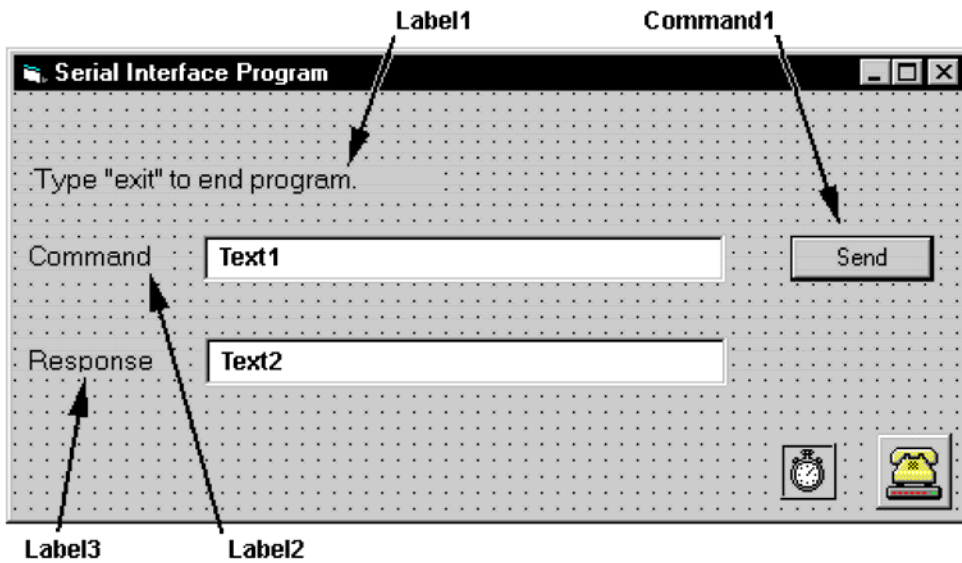 Label1 Command1
Serial Interface Program
Type "exit" to end program.
Command Text1 Send
Response Text2
Label3 Label2